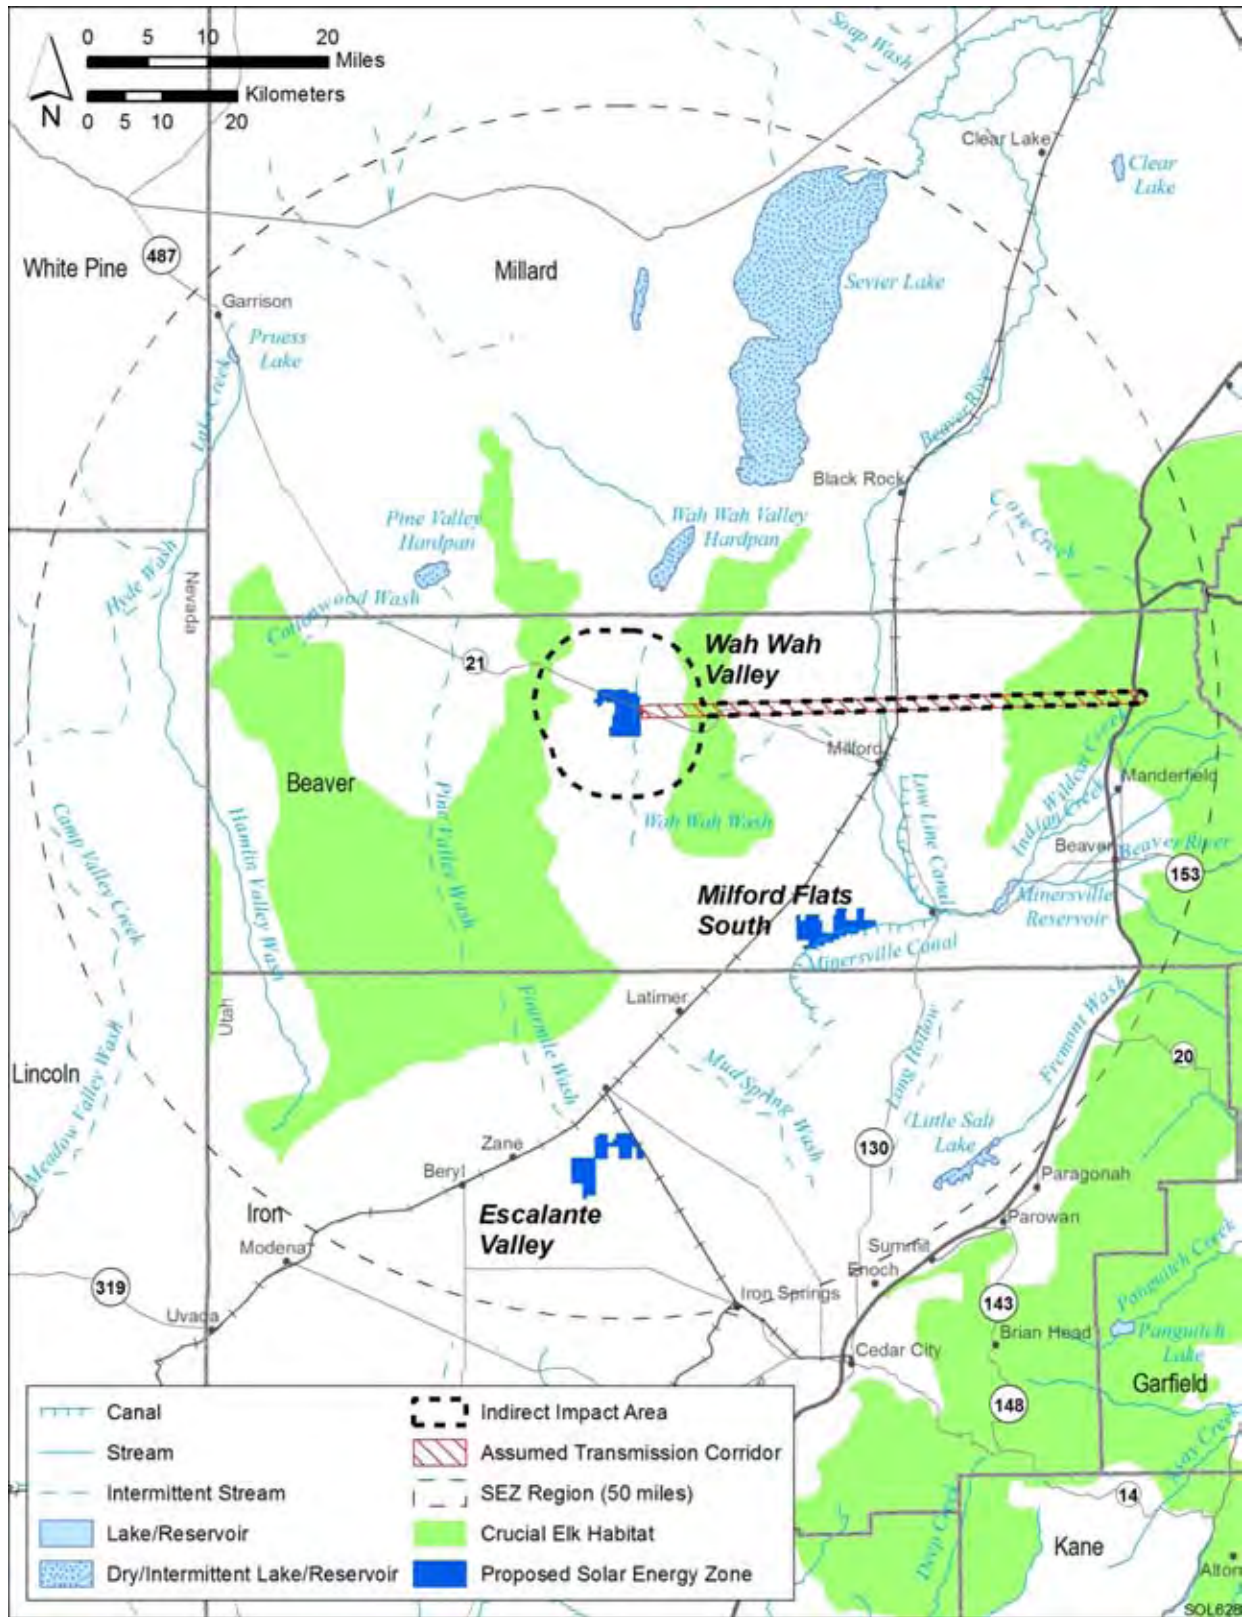 0 5 10 20
Miles
Kilometers
0 5 10 20
N
Soap Wash
Clear Lake
Clear
Lake
487
White Pine
Millard
Sevier Lake
Garrison
Pruess
Lake
Lake Creek
Beaver River
Black Rock
Pine Valley
Hardpan
Wah Wah Valley
Hardpan
Cove Creek
Hyde Wash
Nevada
Cottonwood Wash
21
Wah Wah
Valley
Milford
Beaver
Wildcat Creek
Manderfield
Indian Creek
Low Line Canal
Pine Valley Wash
Wah Wah Wash
Hamlin Valley Wash
Camp Valley Creek
Beaver
Beaver River
153
Milford Flats
South
Minersville
Reservoir
Minersville Canal
Utah
Latimer
Fourmile Wash
Fremont Wash
Long Hollow
Mud Spring Wash
20
Lincoln
Meadow Valley Wash
(Little Salt
Lake
130
Zane
Beryl
Paragonah
Escalante
Valley
Iron
Parowan
Modena
Summit
Enoch
Panguitch Creek
319
Iron Springs
143
Uvada
Brian Head
Panguitch
Lake
Cedar City
Garfield
148
Asay Creek
14
Deep Creek
Kane
Alton
Canal
Stream
Intermittent Stream
Lake/Reservoir
Dry/Intermittent Lake/Reservoir
Indirect Impact Area
Assumed Transmission Corridor
SEZ Region (50 miles)
Crucial Elk Habitat
Proposed Solar Energy Zone
SOL628